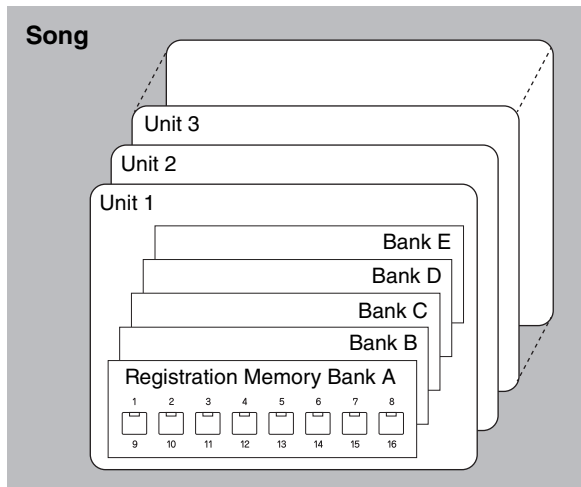 Song
Unit 3
Unit 2
Unit 1
Bank E
Bank D
Bank C
Bank B
Registration Memory Bank A
1 2 3 4 5 6 7 8
9 10 11 12 13 14 15 16